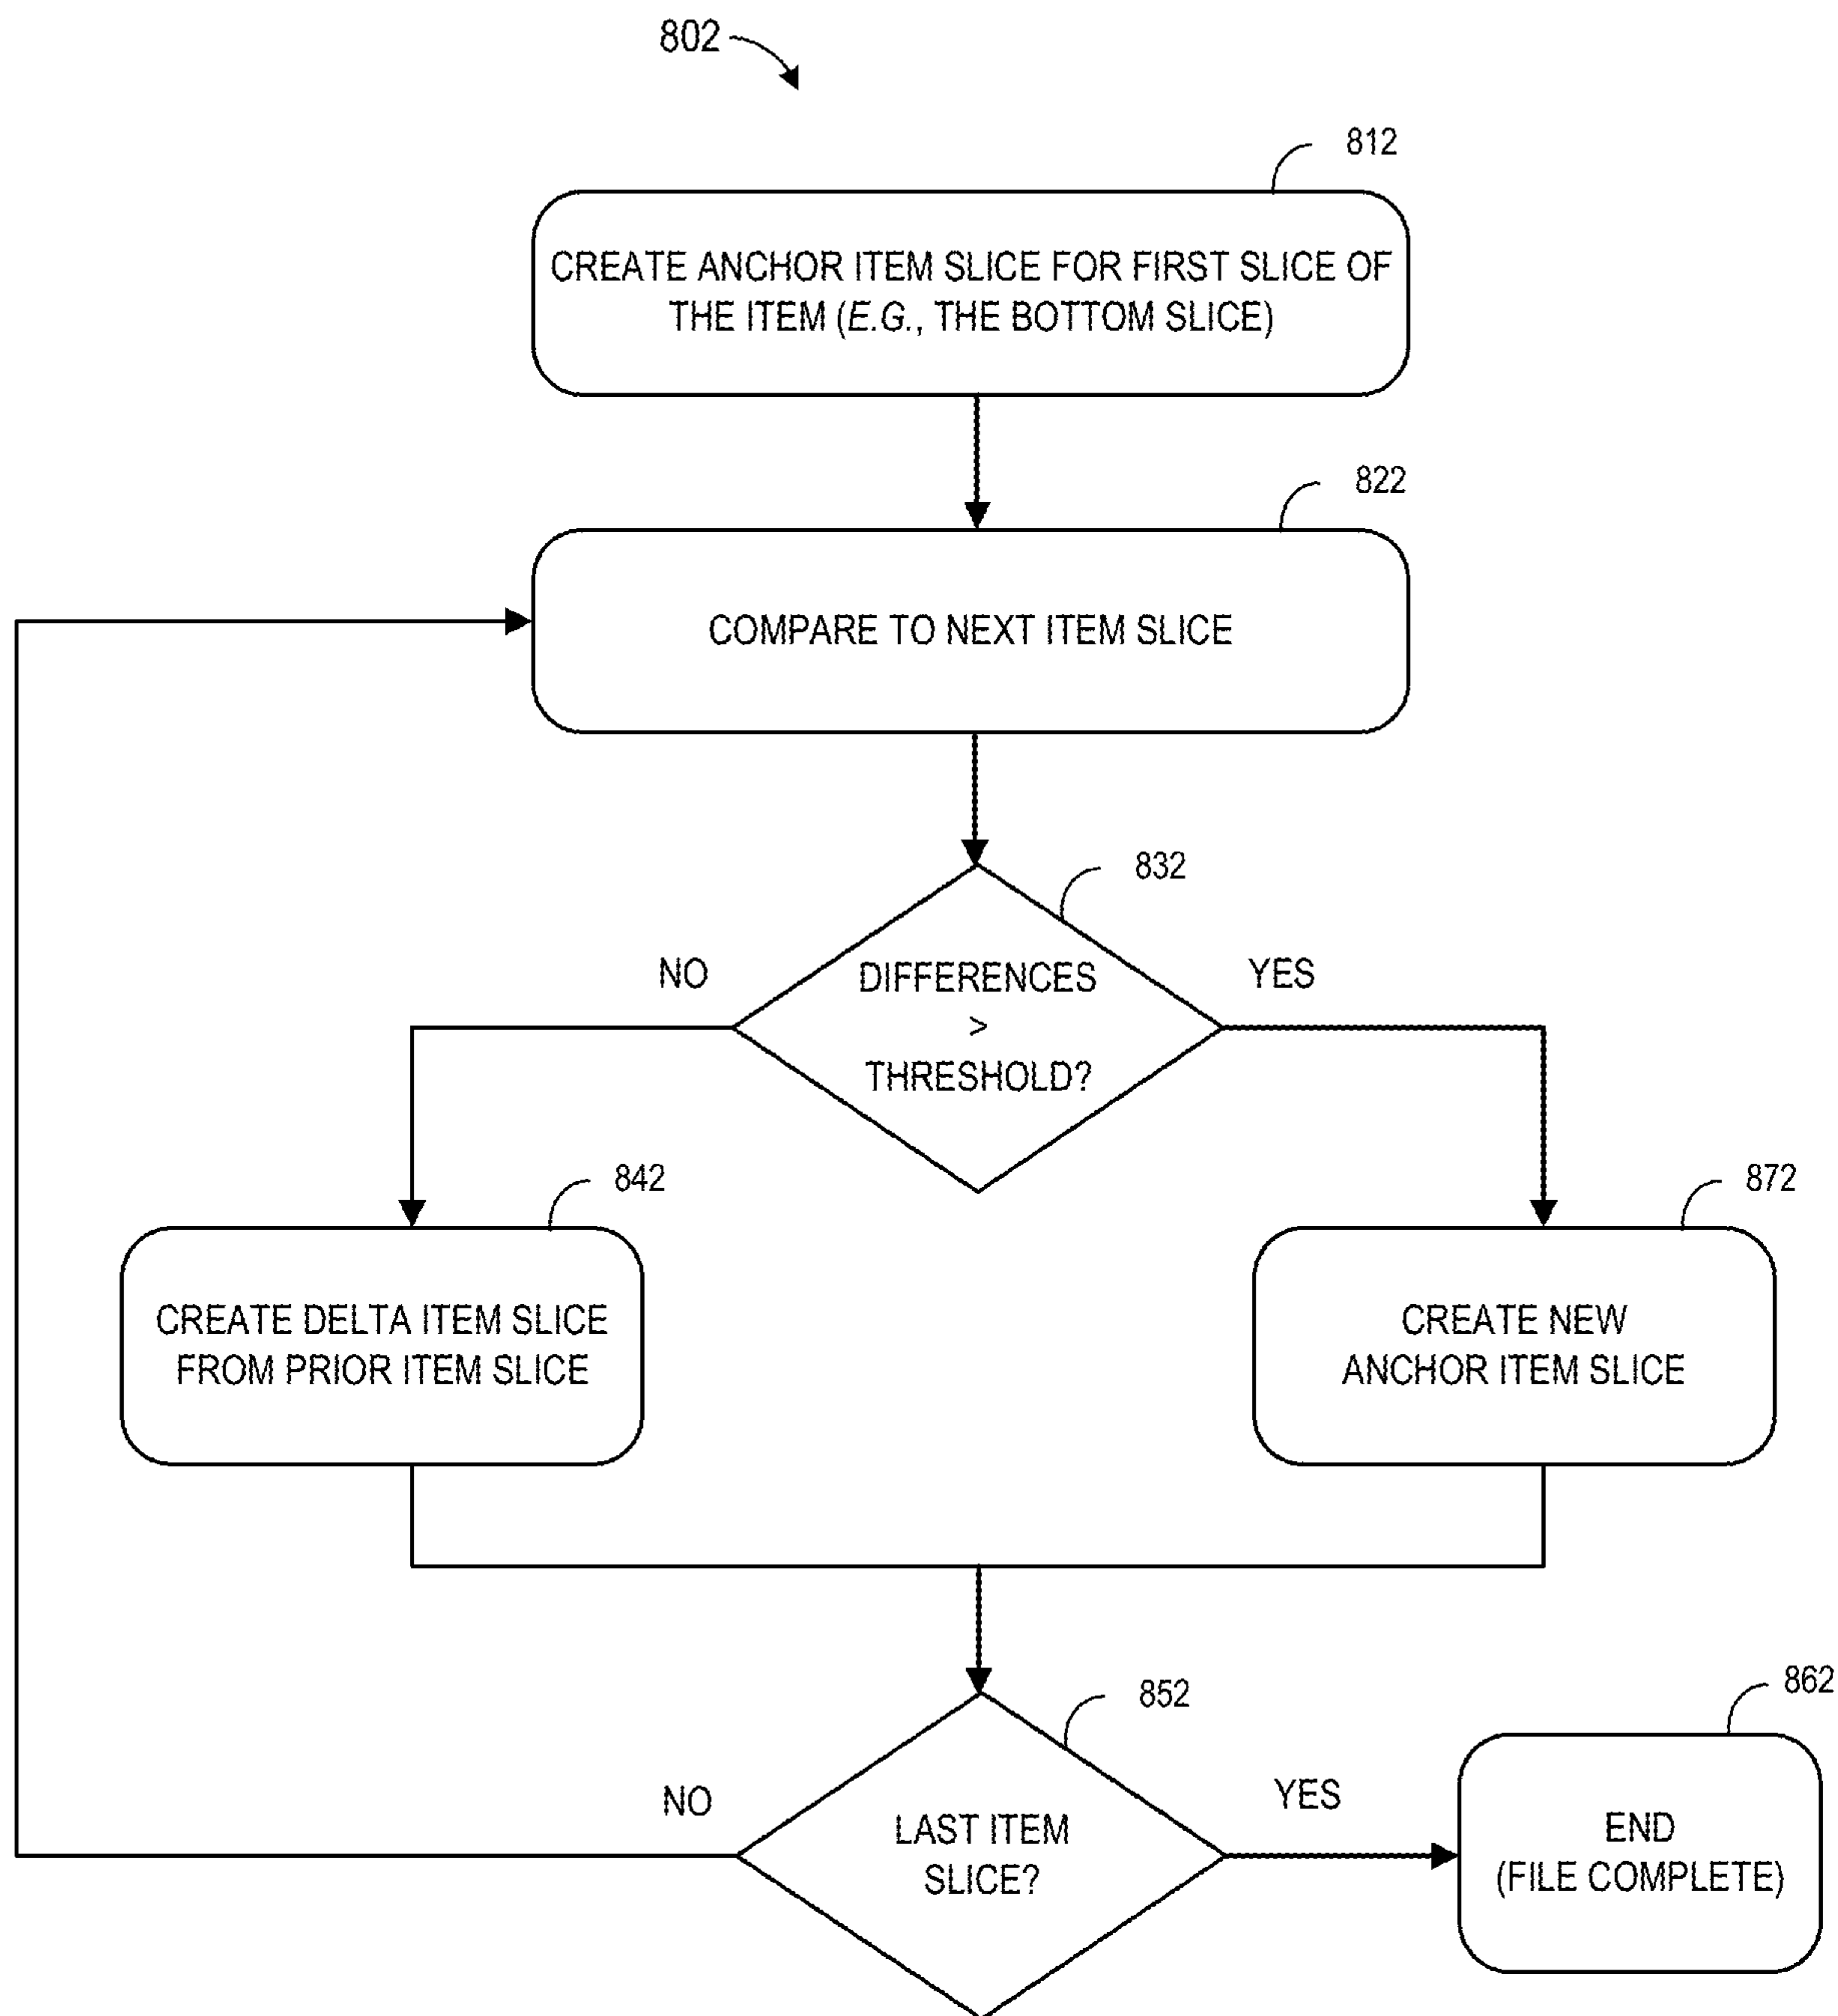 802
812
CREATE ANCHOR ITEM SLICE FOR FIRST SLICE OF
THE ITEM (E.G., THE BOTTOM SLICE)
822
COMPARE TO NEXT ITEM SLICE
832
NO
DIFFERENCES
>
THRESHOLD?
YES
842
CREATE DELTA ITEM SLICE
FROM PRIOR ITEM SLICE
872
CREATE NEW
ANCHOR ITEM SLICE
852
NO
LAST ITEM
SLICE?
YES
862
END
(FILE COMPLETE)